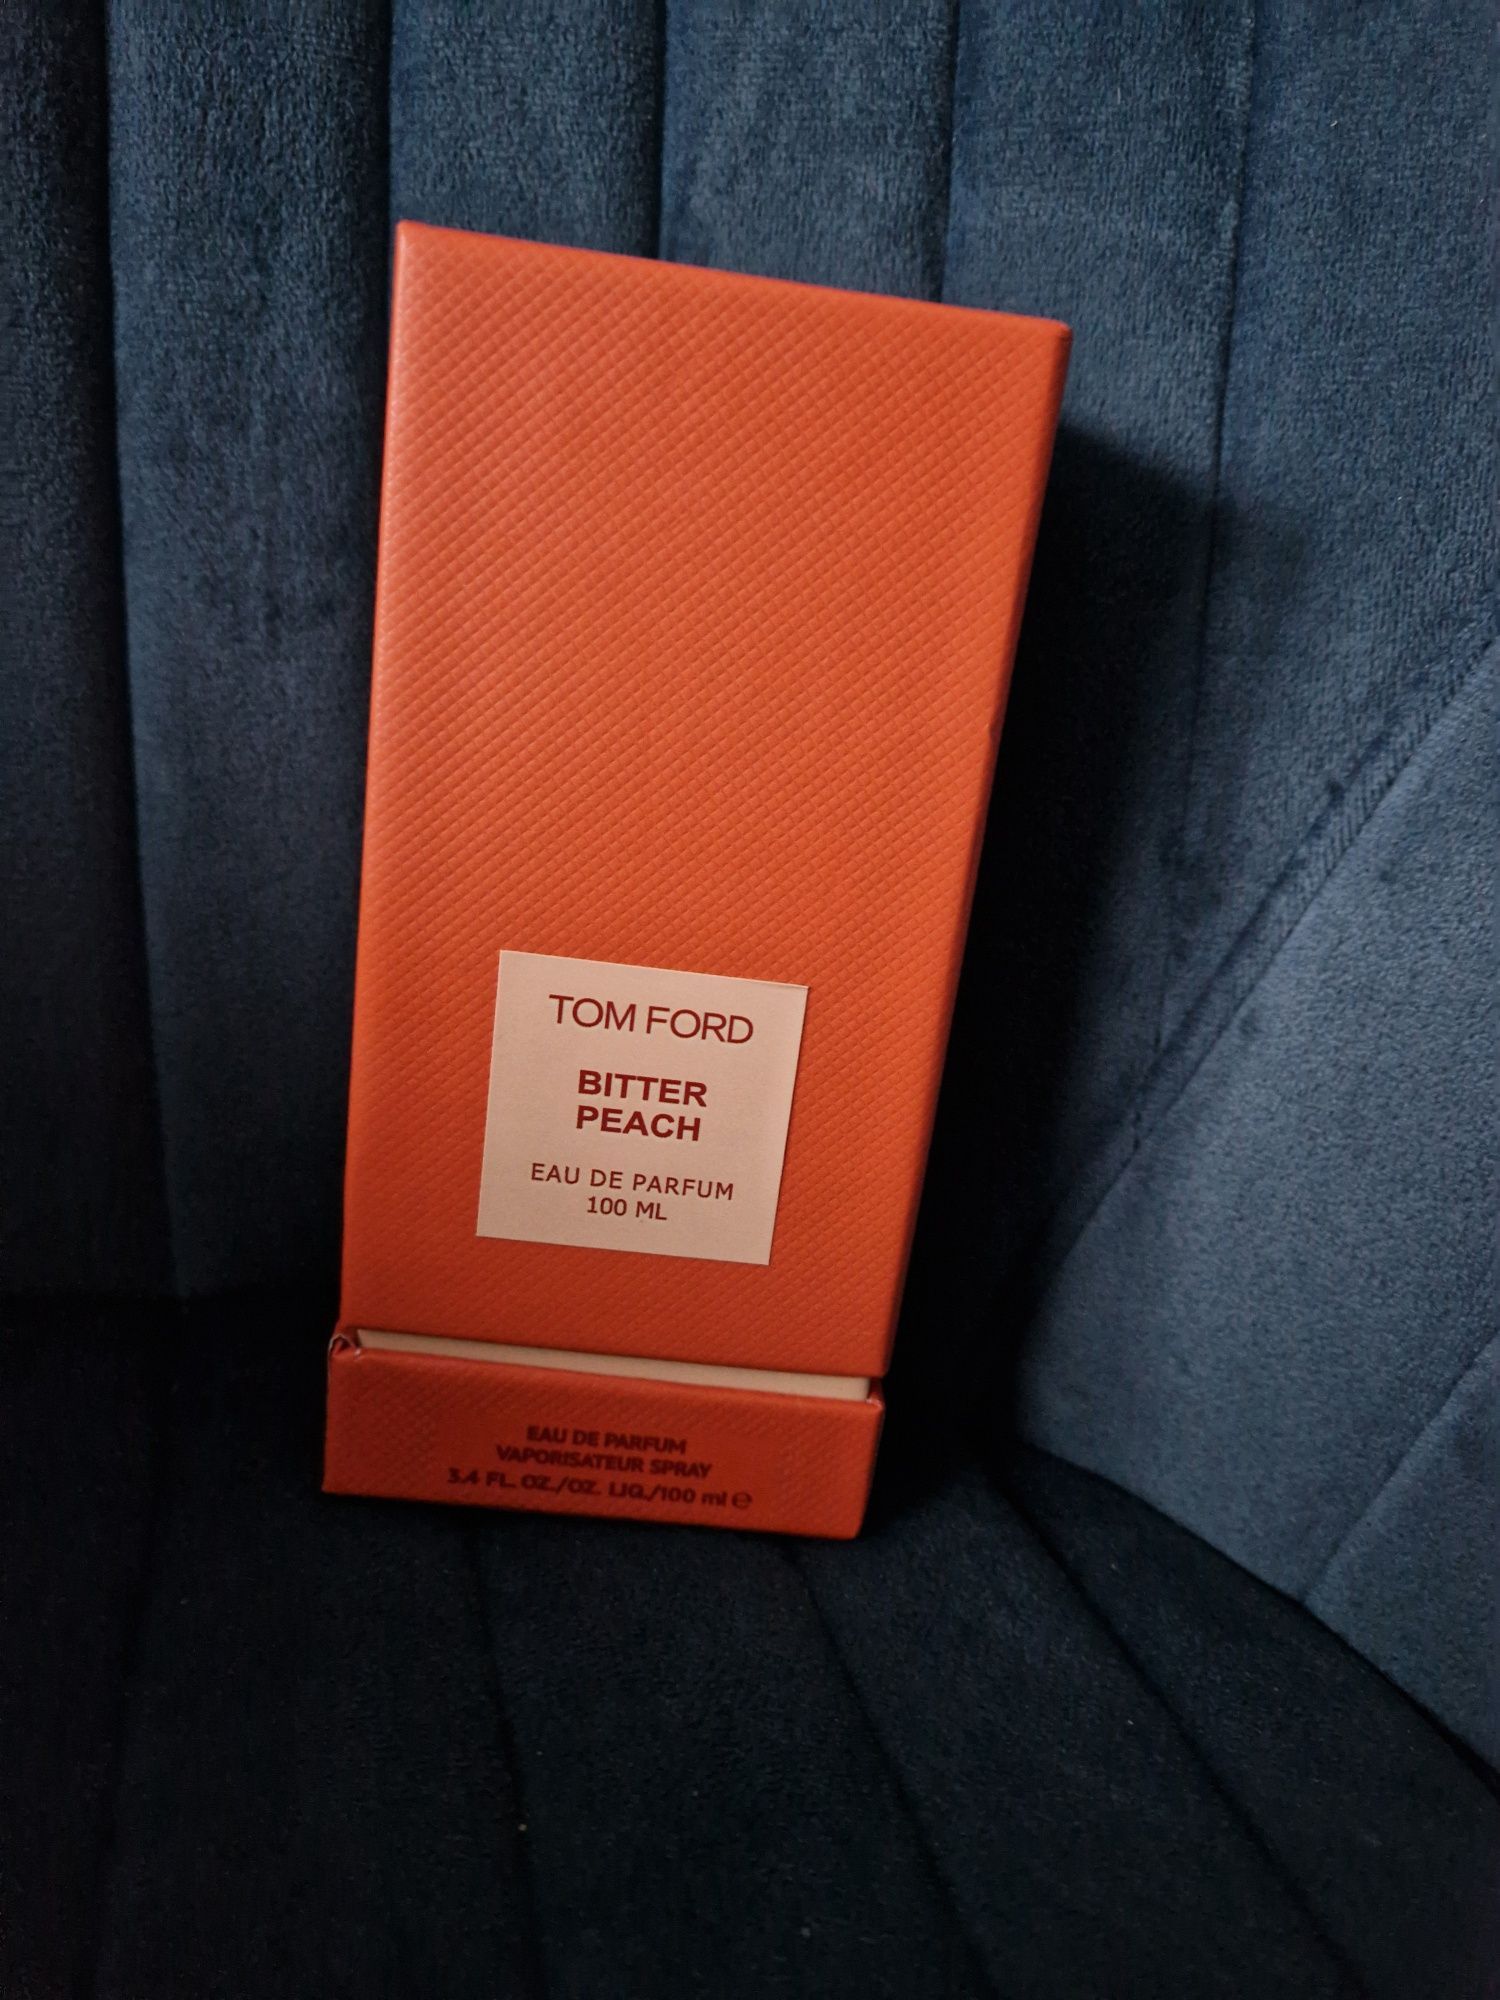 TOM FORD
BITTER
PEACH
EAU DE PARFUM
100 ML
EAU DE PARFUM
VAPORISATEUR SPRAY
3.4 FL. OZ./OZ. LIQ./100 ml ℮